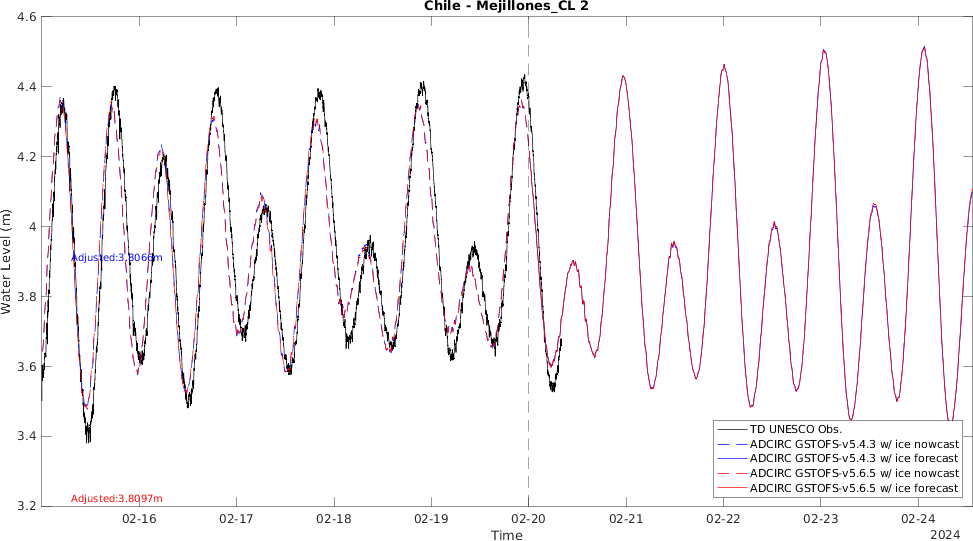 Chile - Mejillones_CL 2
4.6
4.4
4.2
4
3.8
3.6
3.4
3.2
Water Level (m)
Adjusted:3.8066m
Adjusted:3.8097m
TD UNESCO Obs.
ADCIRC GSTOFS-v5.4.3 w/ ice nowcast
ADCIRC GSTOFS-v5.4.3 w/ ice forecast
ADCIRC GSTOFS-v5.6.5 w/ ice nowcast
ADCIRC GSTOFS-v5.6.5 w/ ice forecast
02-16 02-17 02-18 02-19 02-20 02-21 02-22 02-23 02-24
Time
2024